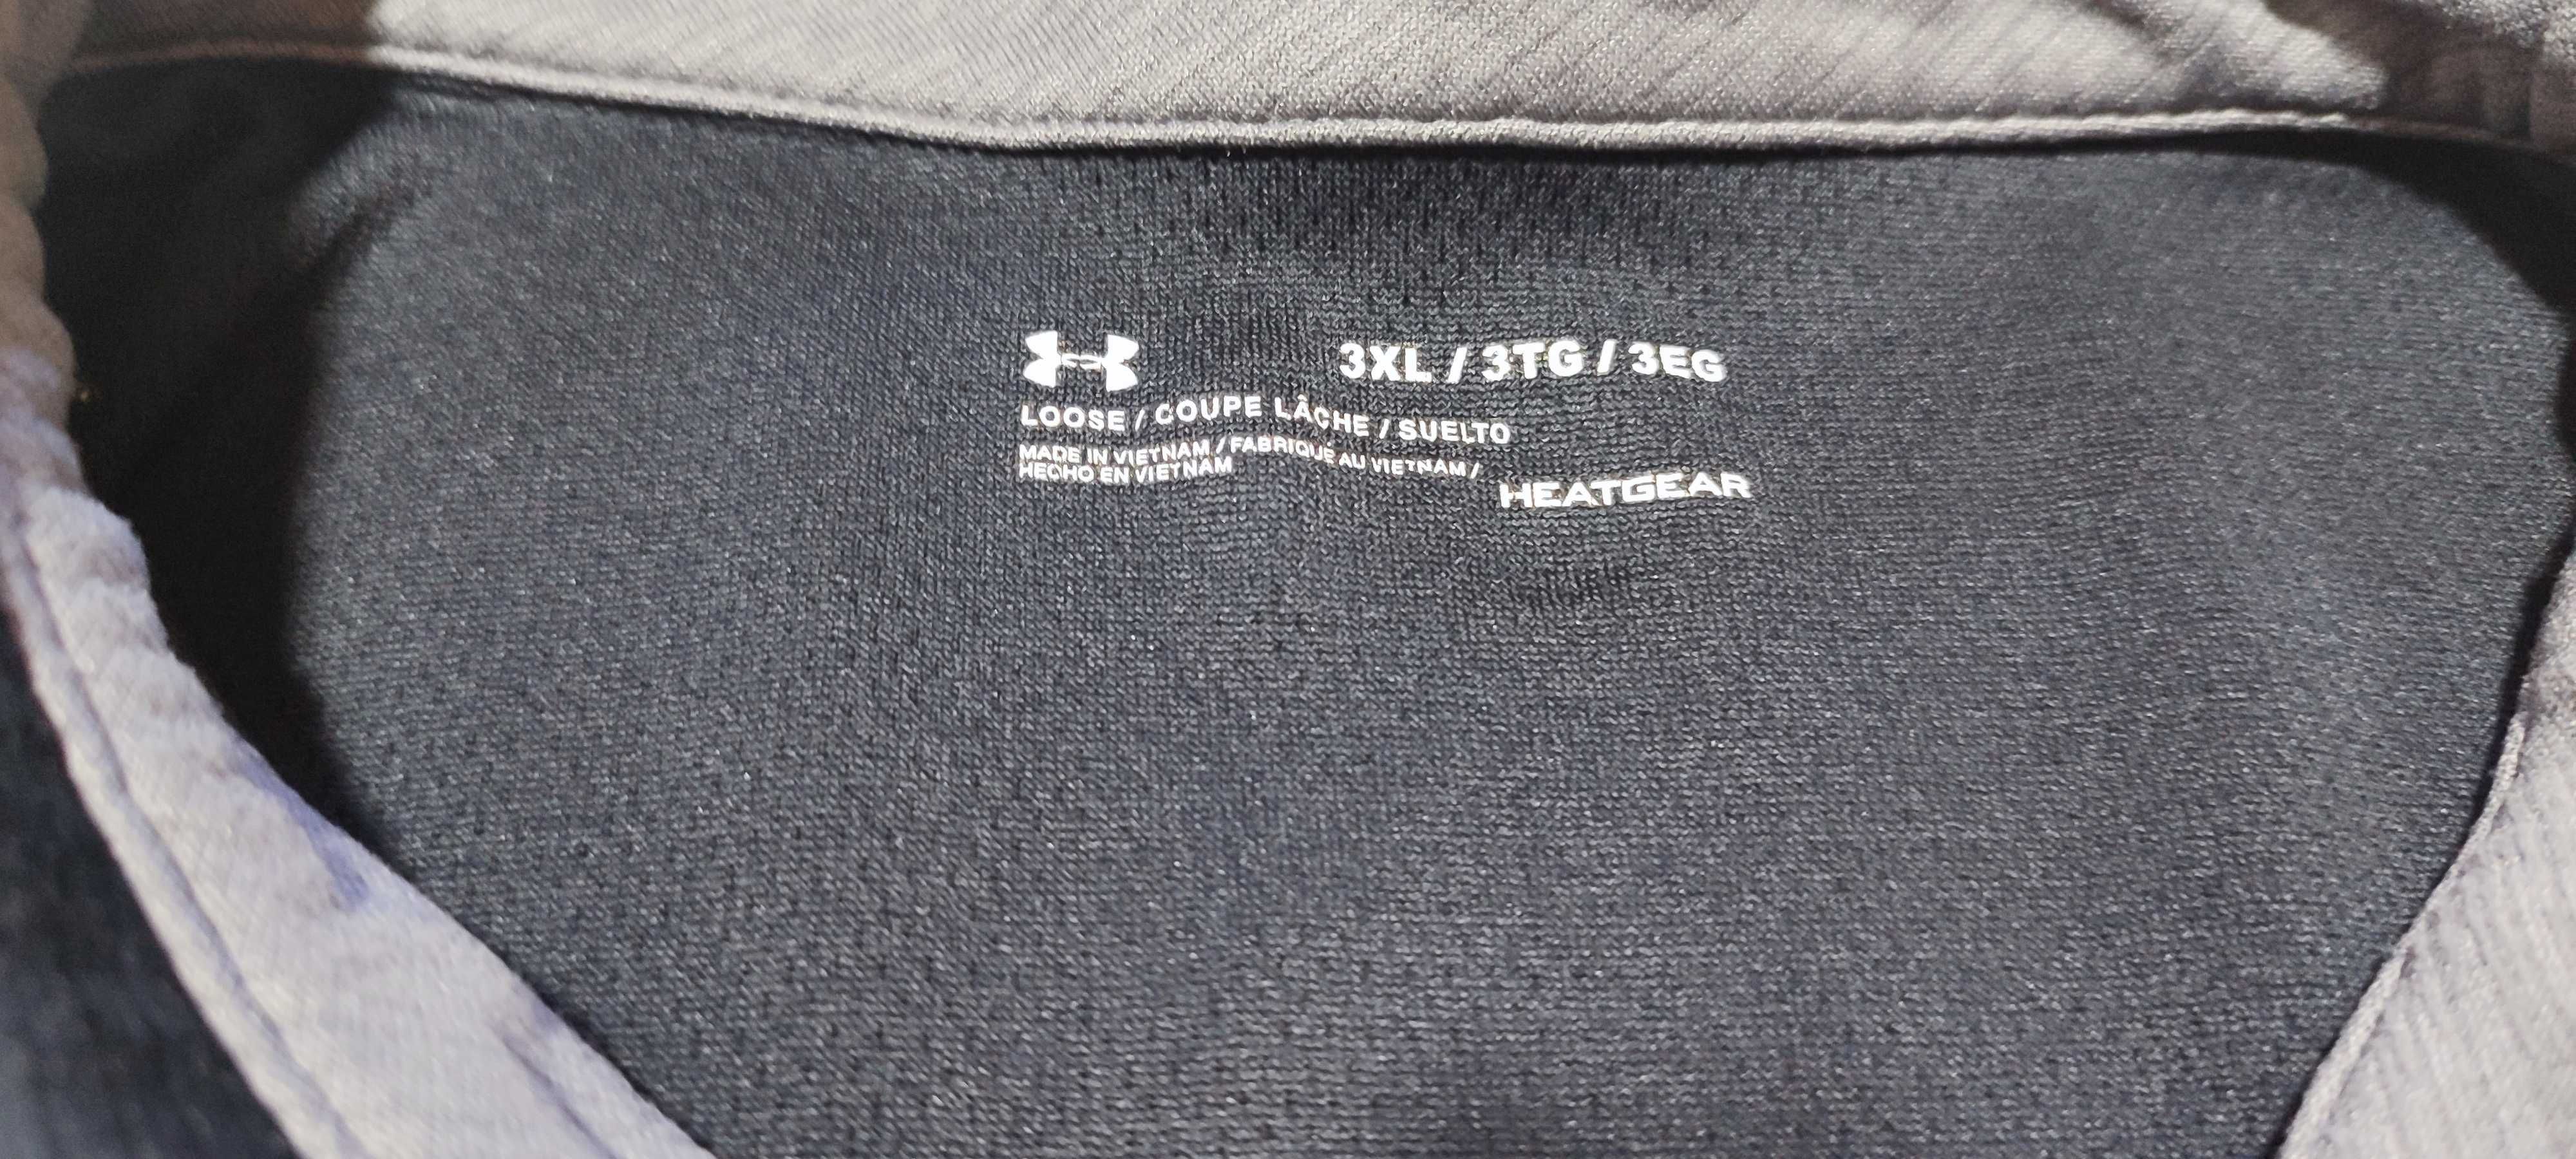 3XL / 3TG / 3EG
LOOSE / COUPE LÂCHE / SUELTO
MADE IN VIETNAM / FABRIQUÉ AU VIETNAM /
HECHO EN VIETNAM
HEATGEAR